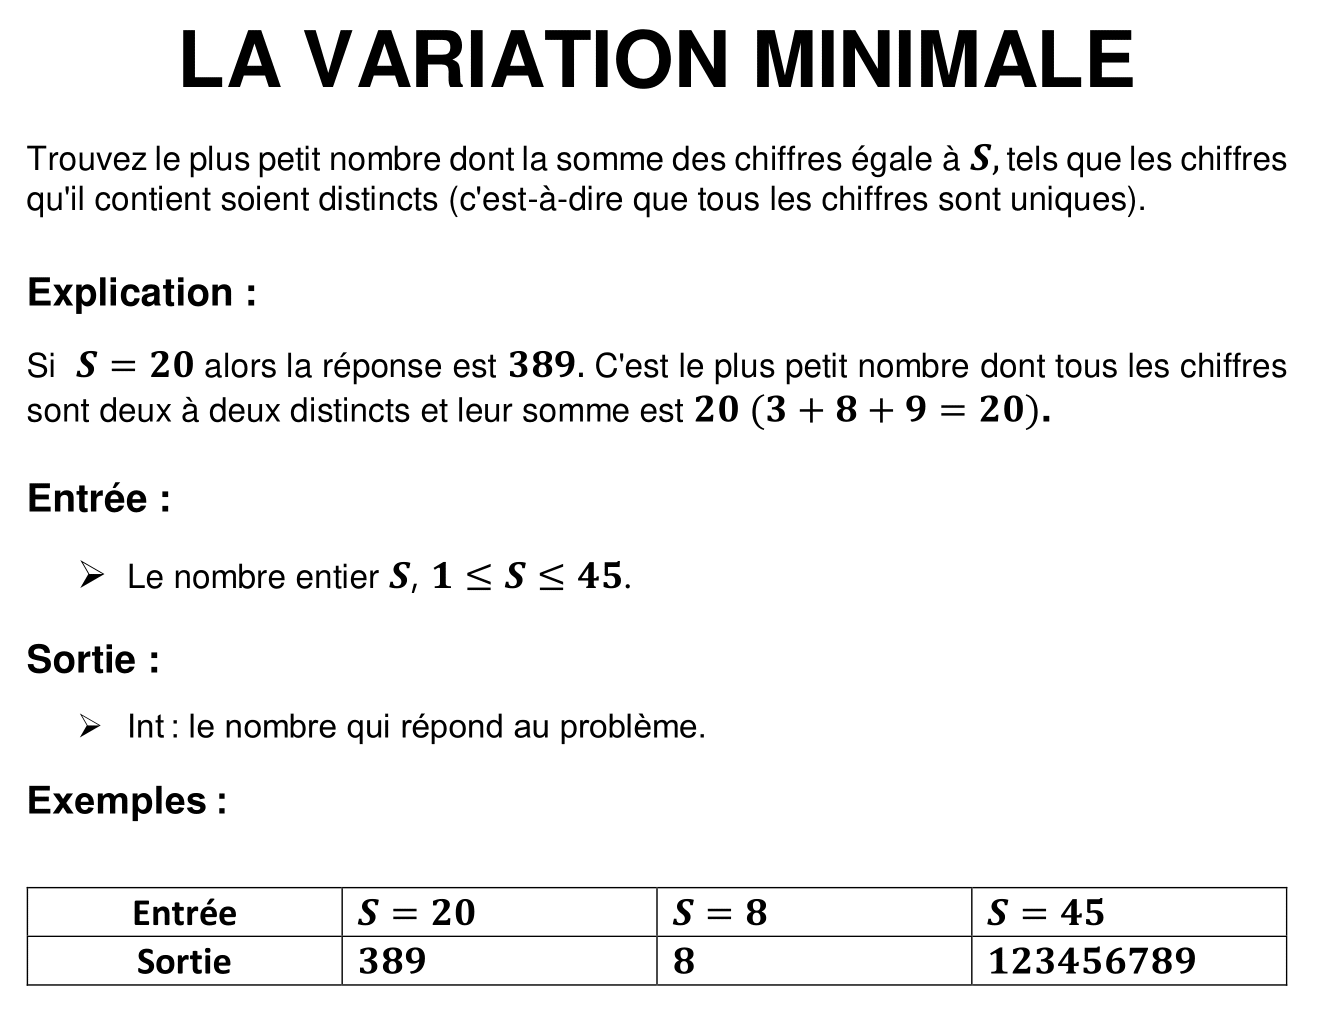 LA VARIATION MINIMALE
Trouvez le plus petit nombre dont la somme des chiffres égale à S, tels que les chiffres
qu'il contient soient distincts (c'est-à-dire que tous les chiffres sont uniques).
Explication :
Si S = 20 alors la réponse est 389. C'est le plus petit nombre dont tous les chiffres
sont deux à deux distincts et leur somme est 20 (3 + 8 + 9 = 20).
Entrée :
➢ Le nombre entier S, 1 ≤ S ≤ 45.
Sortie :
➢ Int : le nombre qui répond au problème.
Exemples :
Entrée S = 20 S = 8 S = 45
Sortie 389 8 123456789